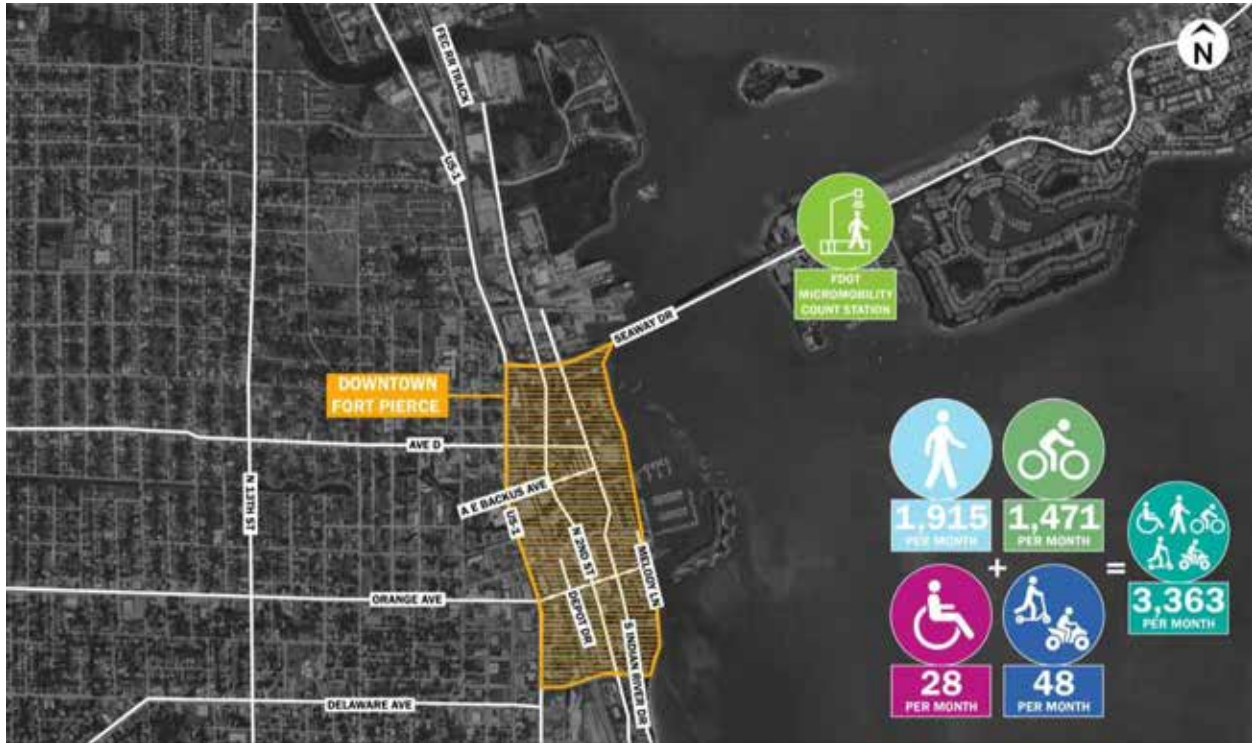 FEC RR TRACK
N
US-1
FDOT
MICROMOBILITY
COUNT STATION
SEAWAY DR
DOWNTOWN
FORT PIERCE
AVE D
N 13TH ST
A E BACKUS AVE
US-1
N 2ND ST
MELODY LN
ORANGE AVE
DEPOT DR
S INDIAN RIVER DR
DELAWARE AVE
1,915
PER MONTH
1,471
PER MONTH
+
=
28
PER MONTH
48
PER MONTH
3,363
PER MONTH